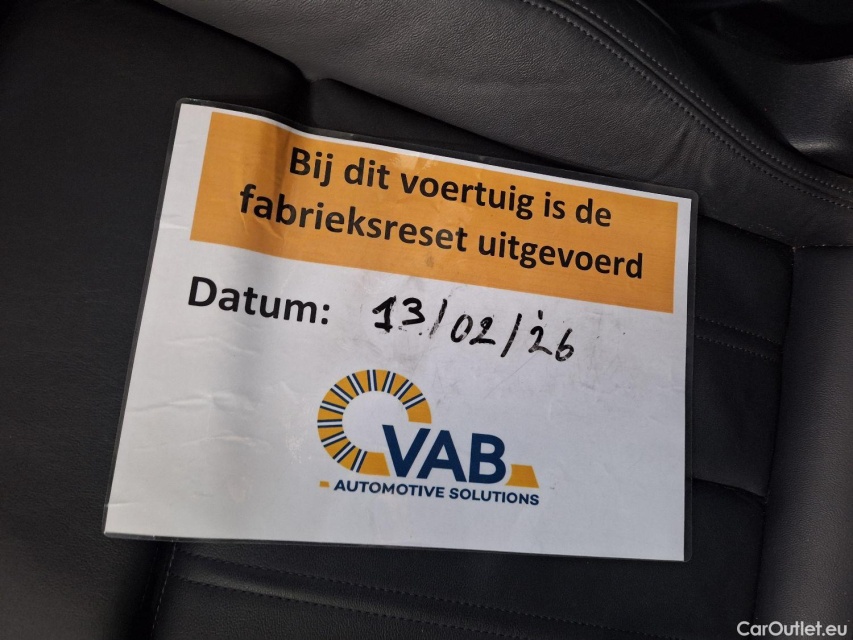 Bij dit voertuig is de
fabrieksreset uitgevoerd
Datum: 13/02/26
VAB
AUTOMOTIVE SOLUTIONS
CarOutlet.eu